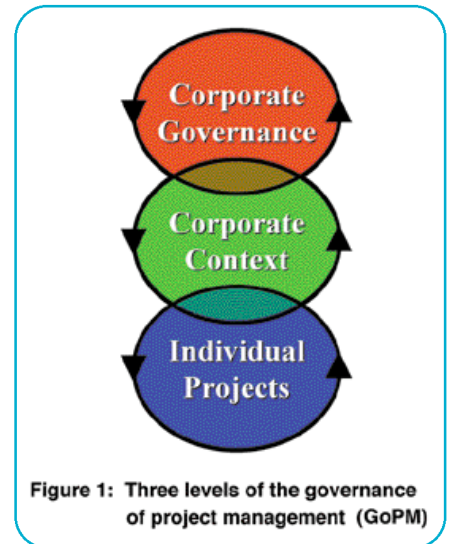 Corporate
Governance
Corporate
Context
Individual
Projects
Figure 1: Three levels of the governance
of project management (GoPM)